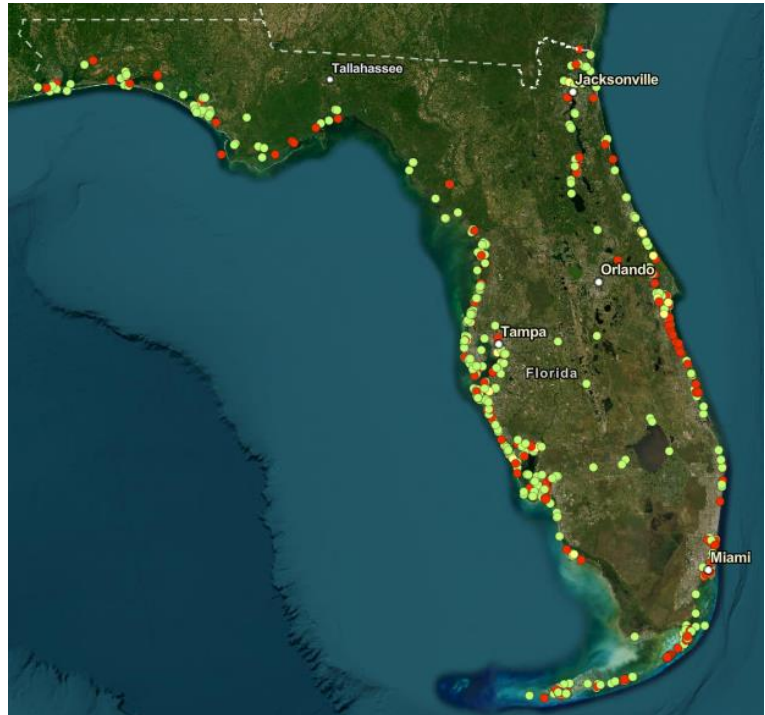 Tallahassee
Jacksonville
Orlando
Tampa
Florida
Miami